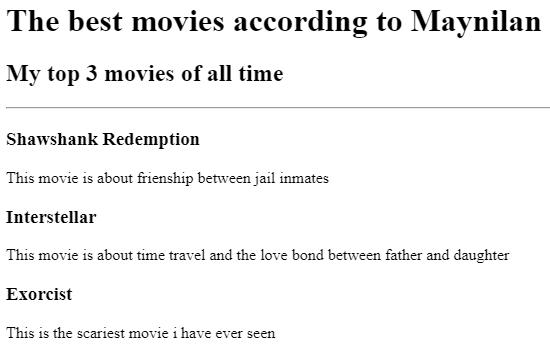 The best movies according to Maynilan
My top 3 movies of all time
Shawshank Redemption
This movie is about frienship between jail inmates
Interstellar
This movie is about time travel and the love bond between father and daughter
Exorcist
This is the scariest movie i have ever seen